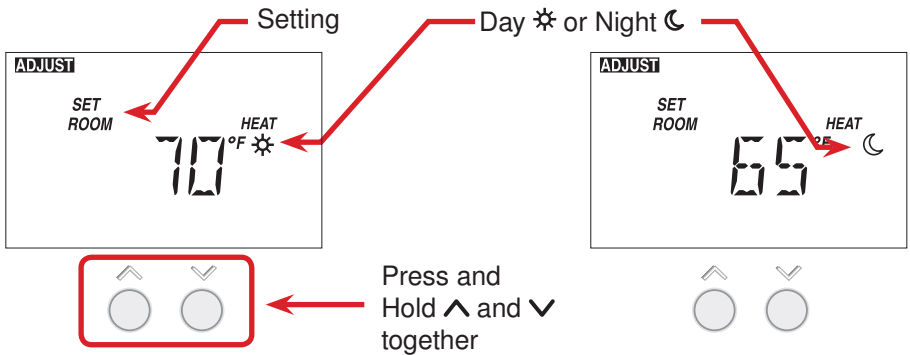 Setting
Day ☼ or Night ☾
ADJUST
SET
ROOM
HEAT
70°F ☼
ADJUST
SET
ROOM
HEAT
65°F ☾
Press and
Hold ∧ and ∨
together